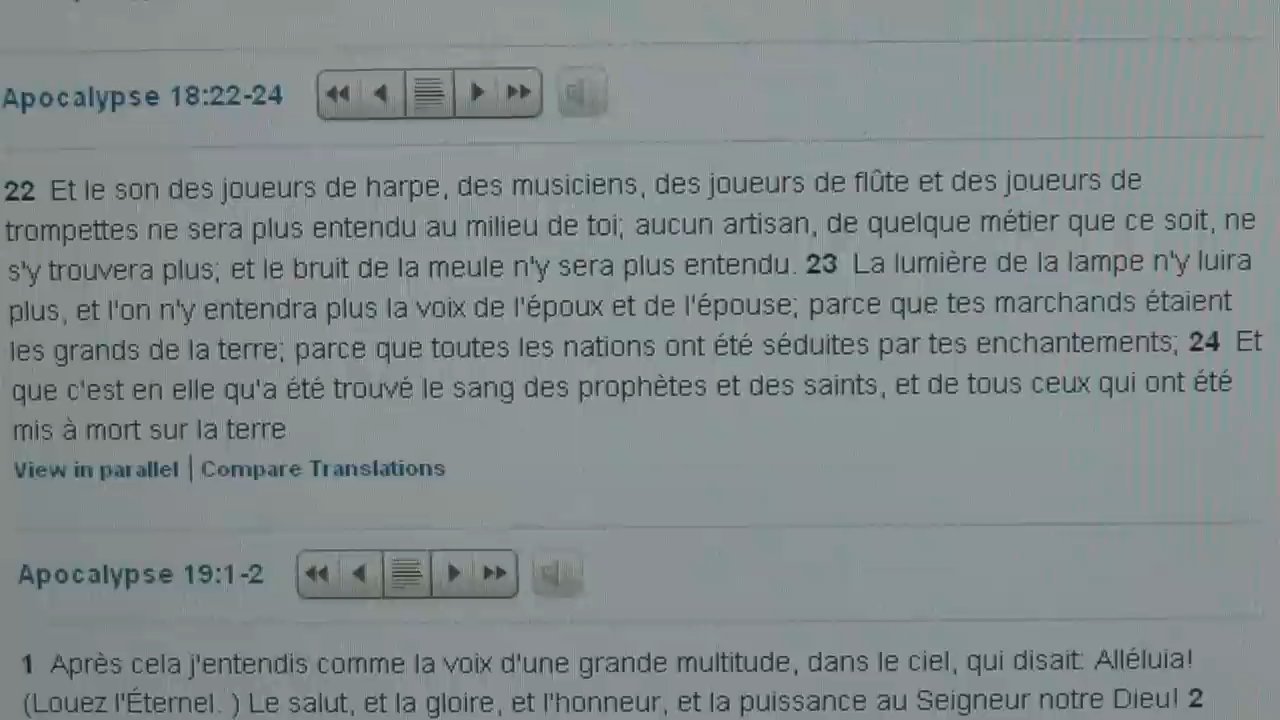 Apocalypse 18:22-24
22 Et le son des joueurs de harpe, des musiciens, des joueurs de flûte et des joueurs de
trompettes ne sera plus entendu au milieu de toi; aucun artisan, de quelque métier que ce soit, ne
s'y trouvera plus; et le bruit de la meule n'y sera plus entendu. 23 La lumière de la lampe n'y luira
plus, et l'on n'y entendra plus la voix de l'époux et de l'épouse; parce que tes marchands étaient
les grands de la terre; parce que toutes les nations ont été séduites par tes enchantements; 24 Et
que c'est en elle qu'a été trouvé le sang des prophètes et des saints, et de tous ceux qui ont été
mis à mort sur la terre
View in parallel | Compare Translations
Apocalypse 19:1-2
1 Après cela j'entendis comme la voix d'une grande multitude, dans le ciel, qui disait: Alléluia!
(Louez l'Éternel. ) Le salut, et la gloire, et l'honneur, et la puissance au Seigneur notre Dieu! 2